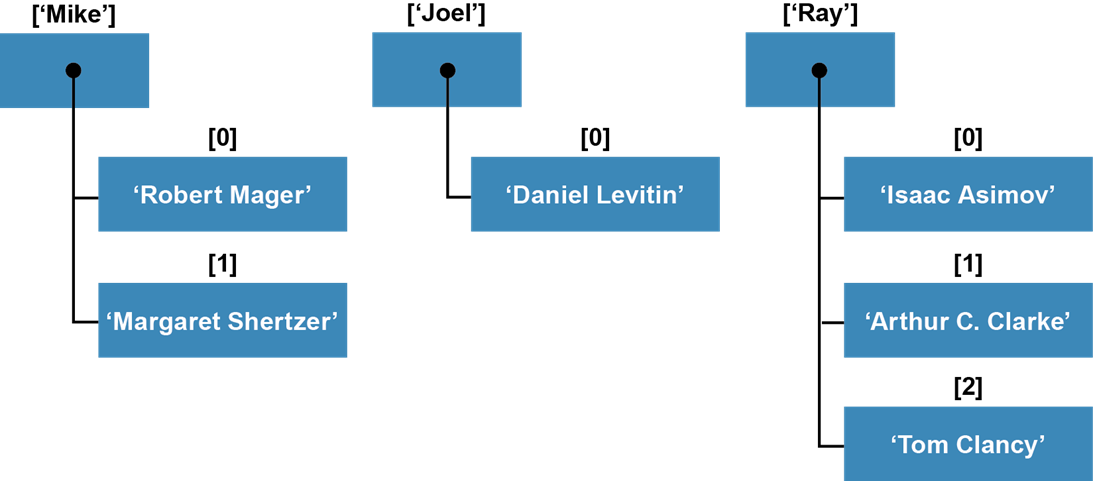 [‘Mike’]
[‘Joel’]
[‘Ray’]
[0]
‘Robert Mager’
[1]
‘Margaret Shertzer’
[0]
‘Daniel Levitin’
[0]
‘Isaac Asimov’
[1]
‘Arthur C. Clarke’
[2]
‘Tom Clancy’